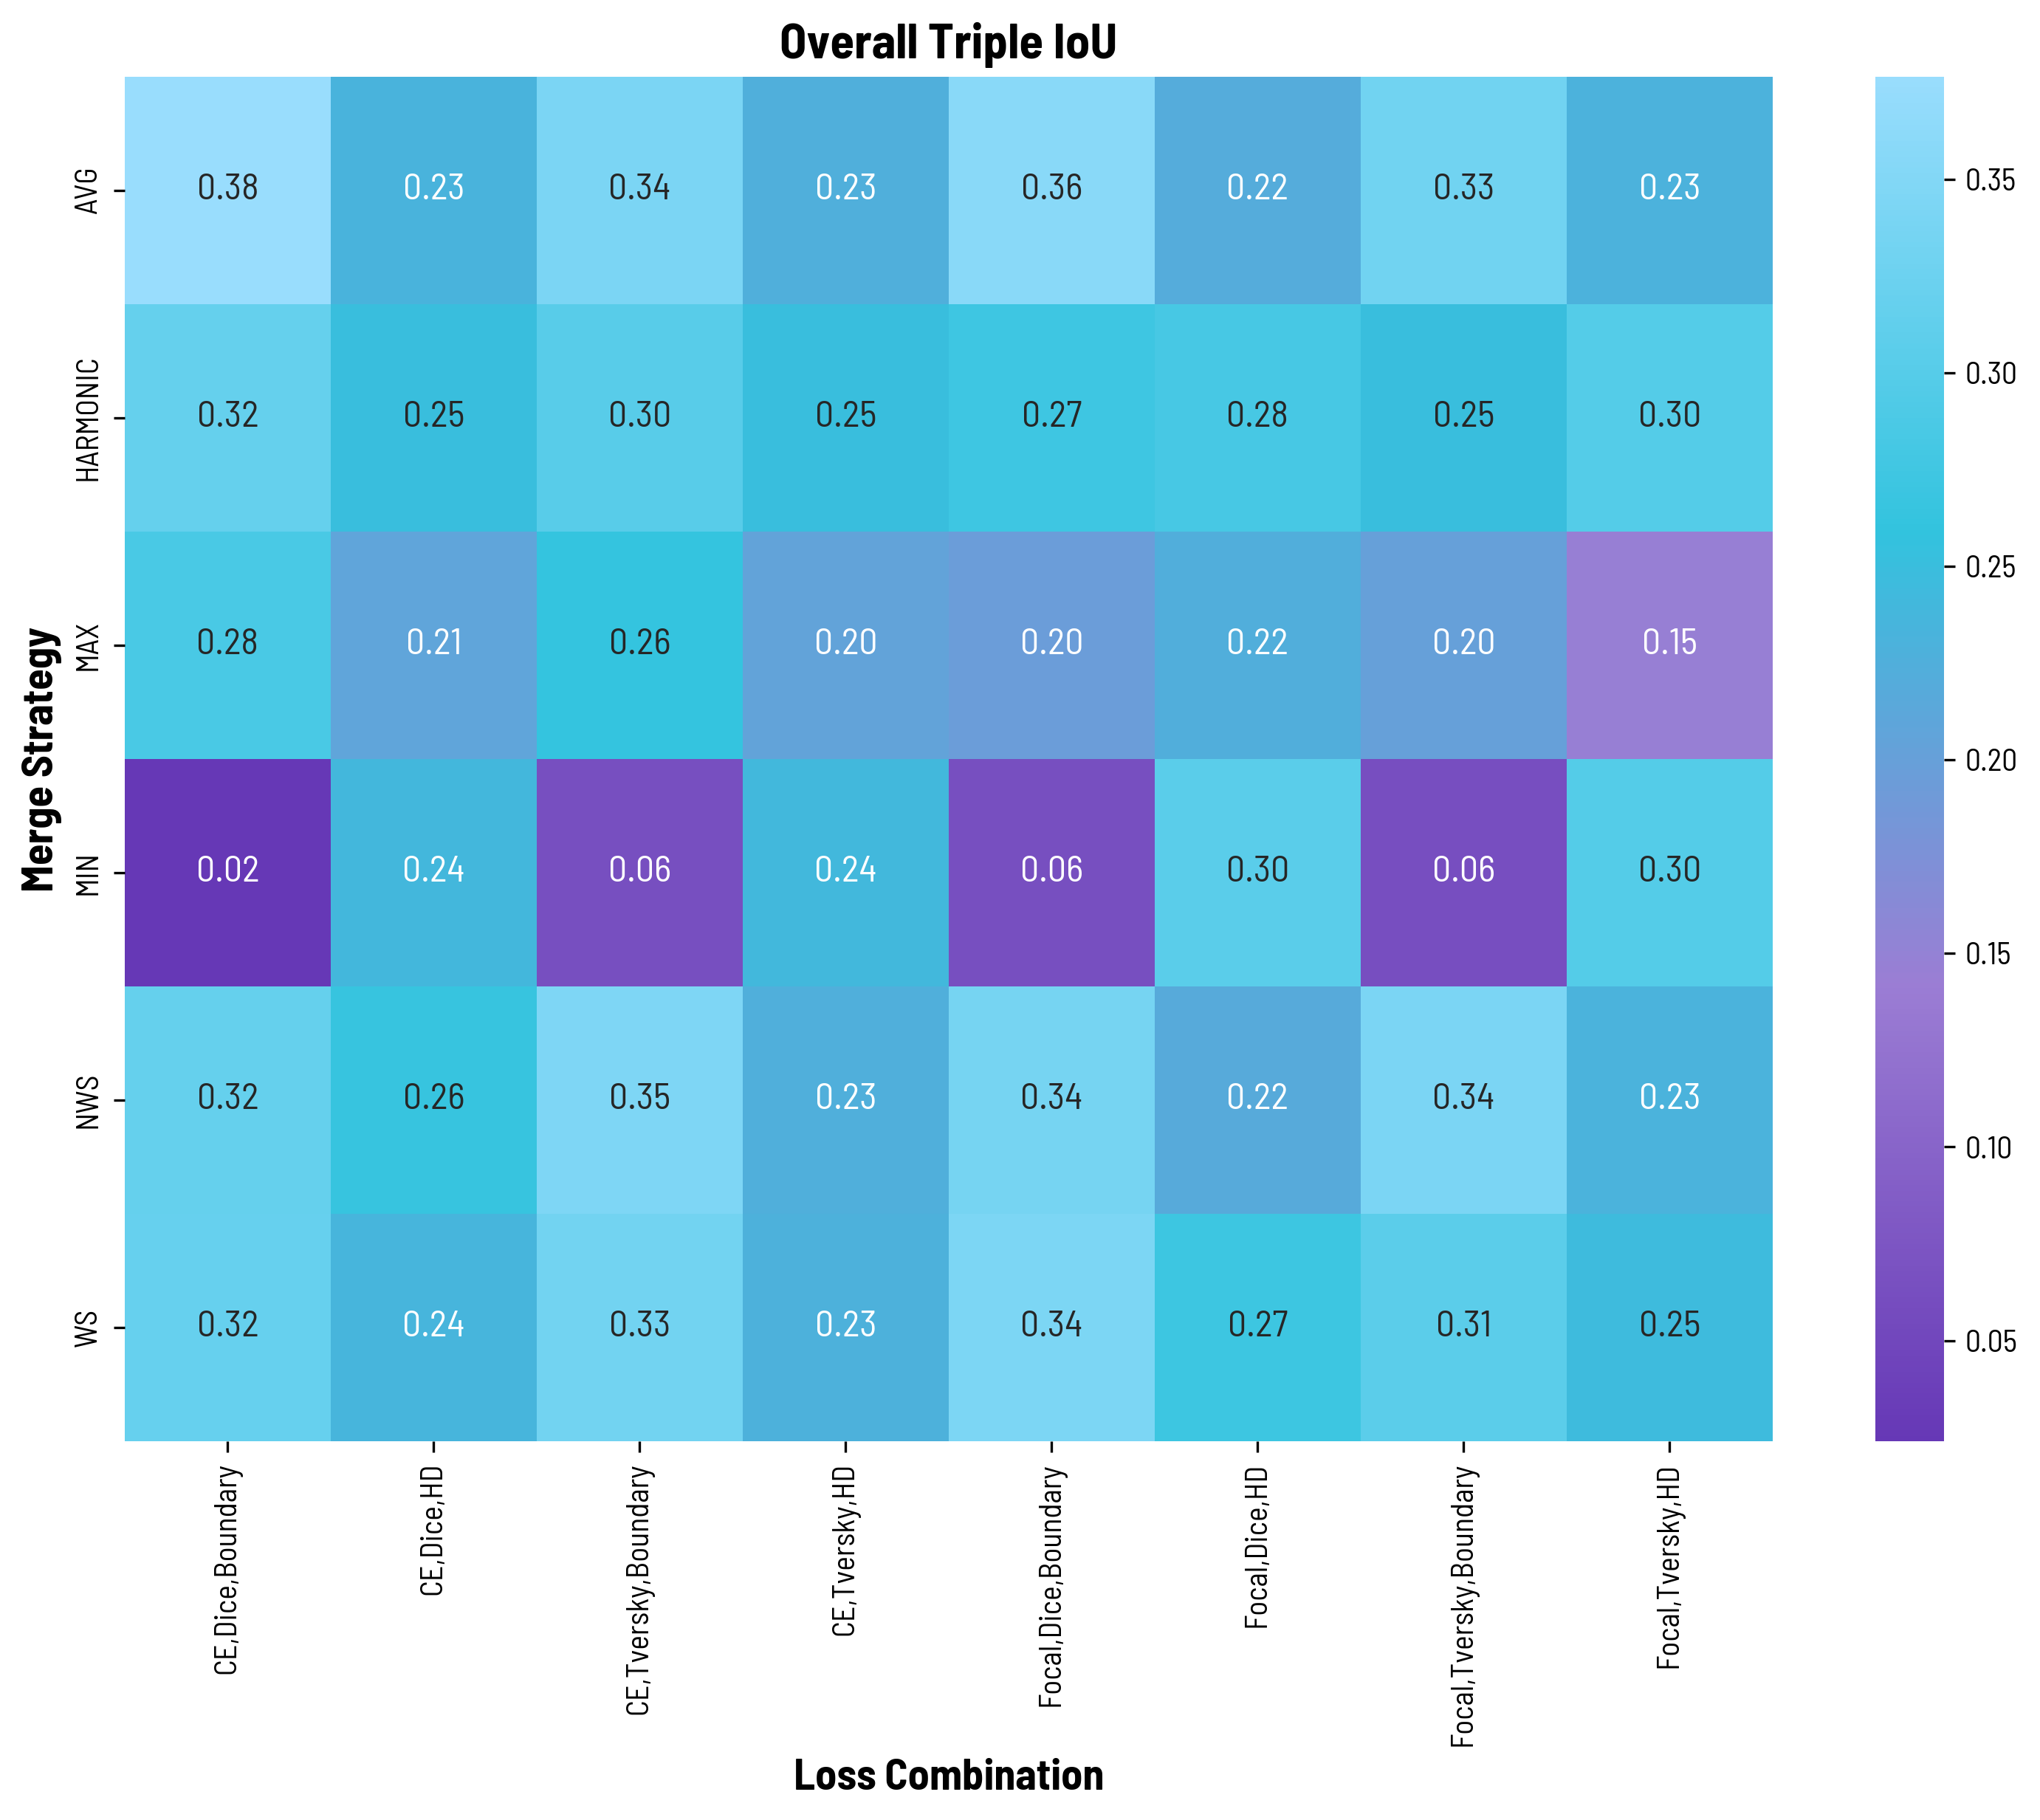 Overall Triple IoU
Merge Strategy
AVG 0.38 0.23 0.34 0.23 0.36 0.22 0.33 0.23
HARMONIC 0.32 0.25 0.30 0.25 0.27 0.28 0.25 0.30
MAX 0.28 0.21 0.26 0.20 0.20 0.22 0.20 0.15
MIN 0.02 0.24 0.06 0.24 0.06 0.30 0.06 0.30
NWS 0.32 0.26 0.35 0.23 0.34 0.22 0.34 0.23
WS 0.32 0.24 0.33 0.23 0.34 0.27 0.31 0.25
CE,Dice,Boundary
CE,Dice,HD
CE,Tversky,Boundary
CE,Tversky,HD
Focal,Dice,Boundary
Focal,Dice,HD
Focal,Tversky,Boundary
Focal,Tversky,HD
Loss Combination
0.35
0.30
0.25
0.20
0.15
0.10
0.05